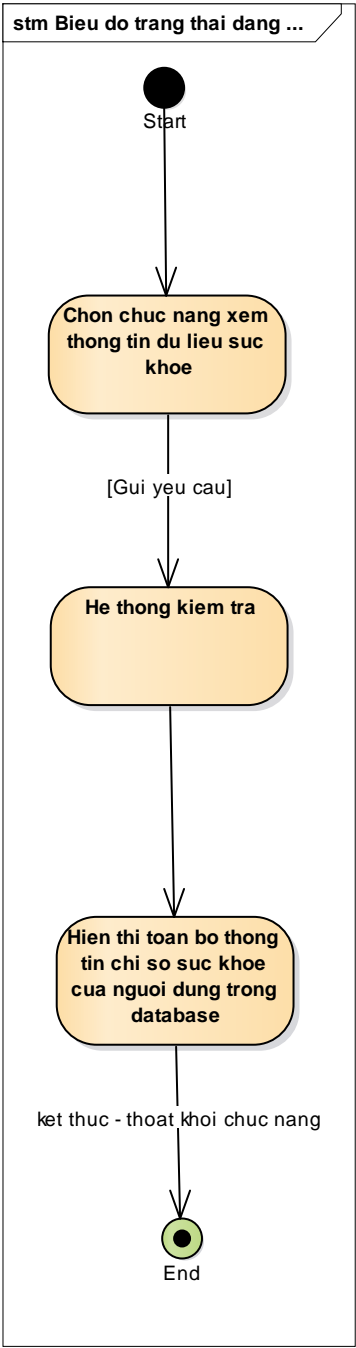 stm Bieu do trang thai dang ...
Start
Chon chuc nang xem
thong tin du lieu suc
khoe
[Gui yeu cau]
He thong kiem tra
Hien thi toan bo thong
tin chi so suc khoe
cua nguoi dung trong
database
ket thuc - thoat khoi chuc nang
End